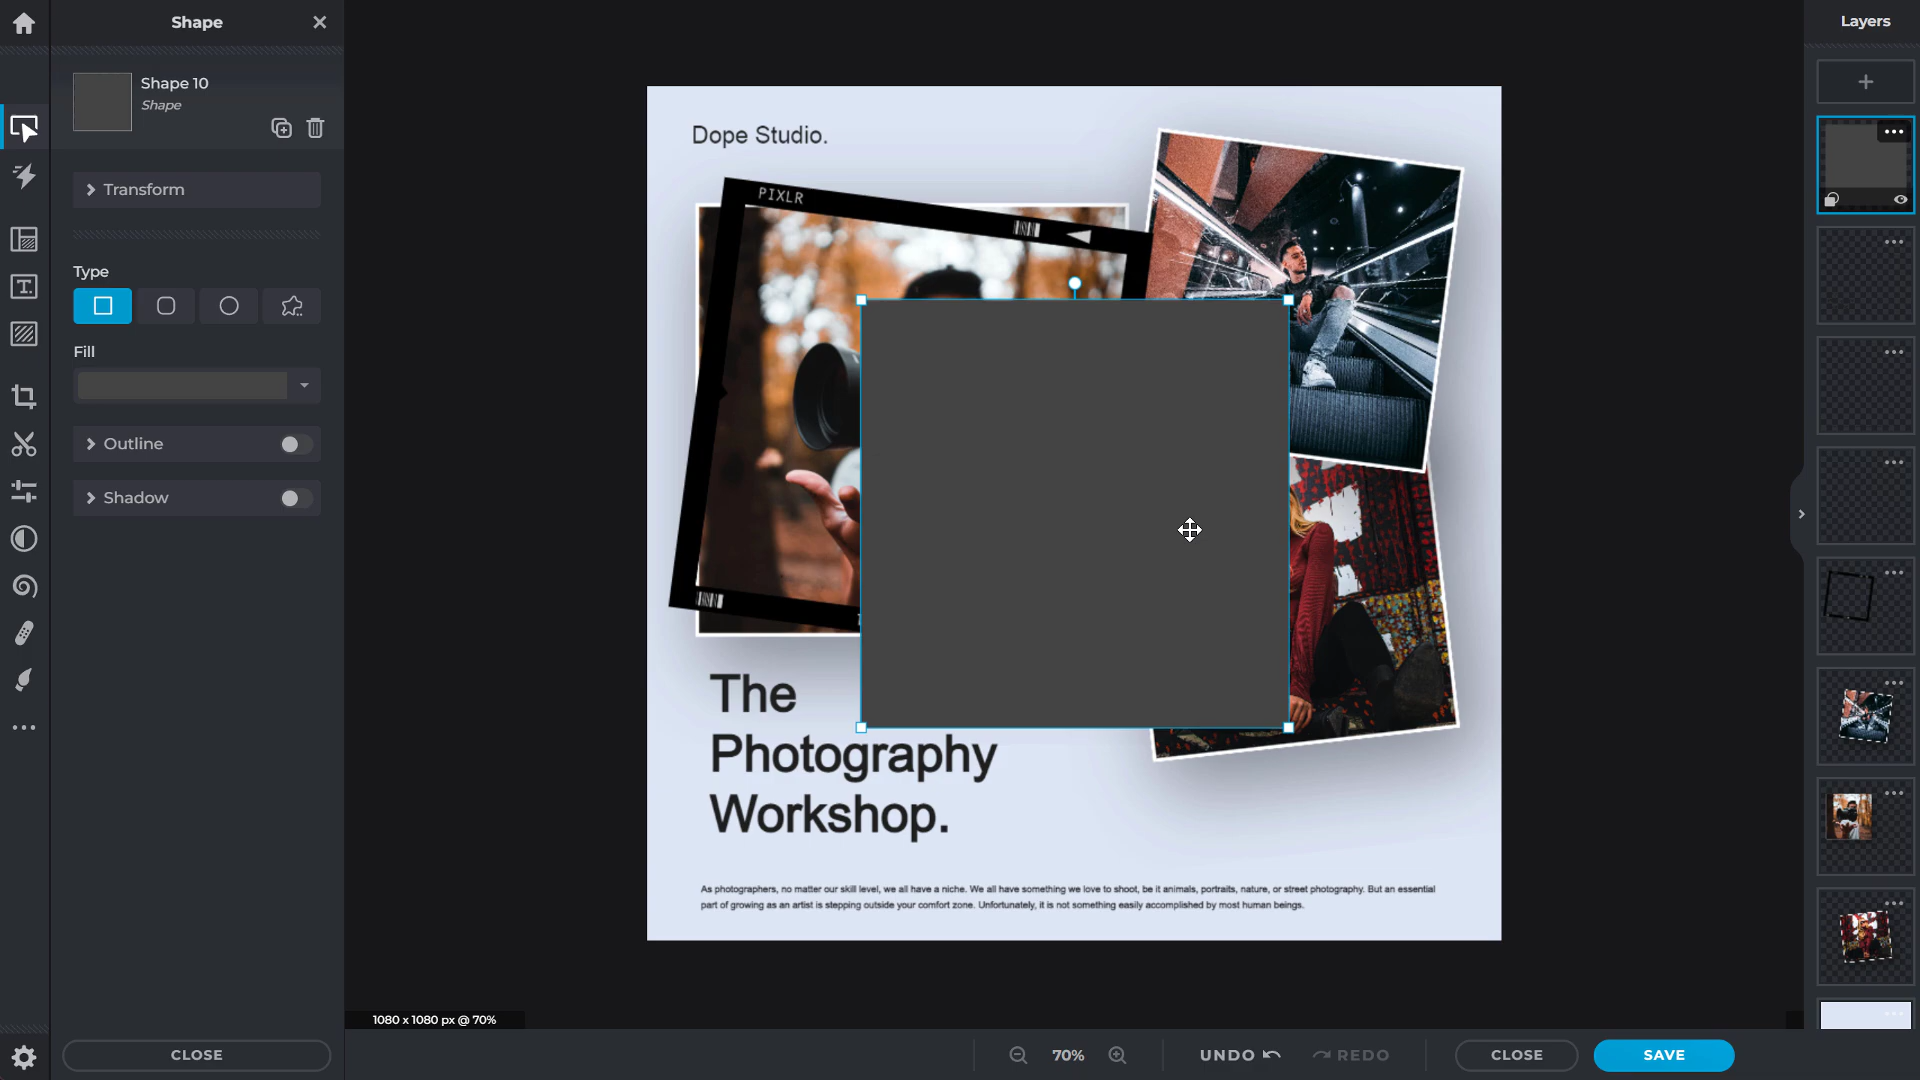 Shape
Layers
Shape 10
Shape
Transform
Type
Fill
Outline
Shadow
Dope Studio.
PIXLR
The
Photography
Workshop.
As photographers, no matter our skill level, we all have a niche. We all have something we love to shoot, be it animals, portraits, nature, or street photography. But an essential
part of growing as an artist is stepping outside your comfort zone. Unfortunately, it is not something easily accomplished by most human beings.
1080 x 1080 px @ 70%
CLOSE
70%
UNDO
REDO
CLOSE
SAVE